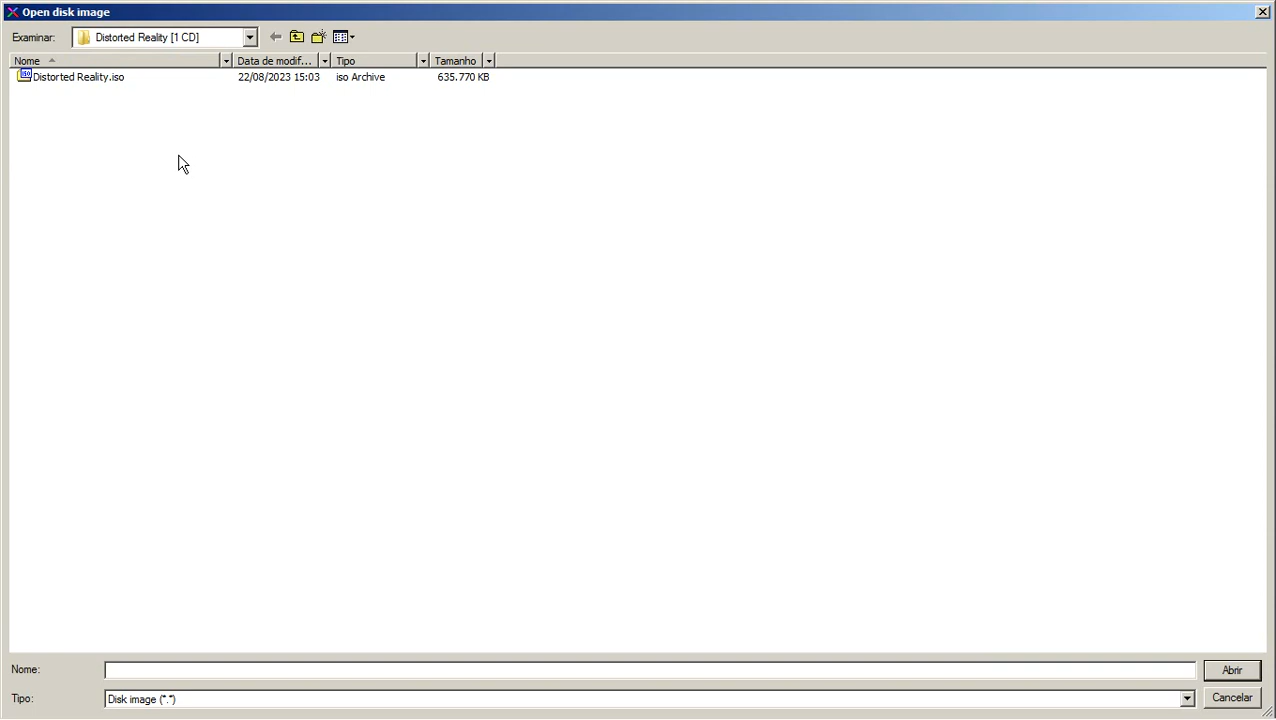 Open disk image
Examinar: Distorted Reality [1 CD]
Nome Data de modif... Tipo Tamanho
Distorted Reality.iso 22/08/2023 15:03 iso Archive 635.770 KB
Nome: Abrir
Tipo: Disk image (*.*) Cancelar